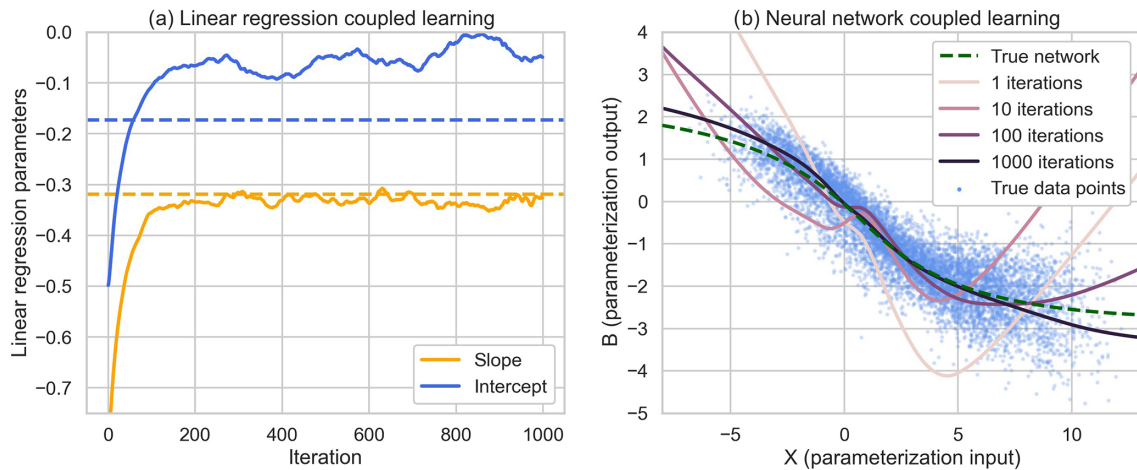 (a) Linear regression coupled learning
Linear regression parameters
0.0
−0.1
−0.2
−0.3
−0.4
−0.5
−0.6
−0.7
0
200
400
600
800
1000
Iteration
Slope
Intercept
(b) Neural network coupled learning
B (parameterization output)
4
3
2
1
0
−1
−2
−3
−4
−5
−5
0
5
10
X (parameterization input)
True network
1 iterations
10 iterations
100 iterations
1000 iterations
True data points